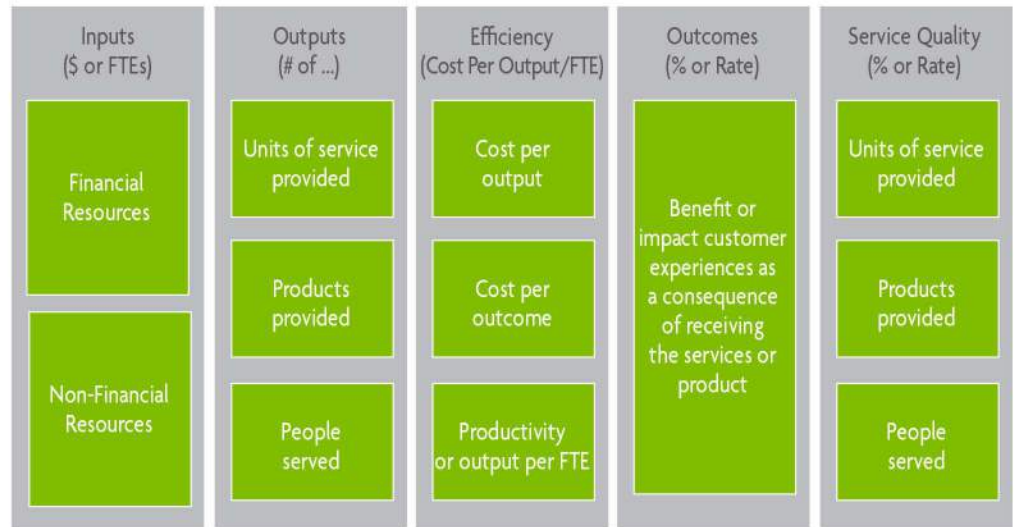 Inputs
($ or FTEs)
Financial
Resources
Non-Financial
Resources
Outputs
(# of ...)
Units of service
provided
Products
provided
People
served
Efficiency
(Cost Per Output/FTE)
Cost per
output
Cost per
outcome
Productivity
or output per FTE
Outcomes
(% or Rate)
Benefit or
impact customer
experiences as
a consequence
of receiving
the services or
product
Service Quality
(% or Rate)
Units of service
provided
Products
provided
People
served